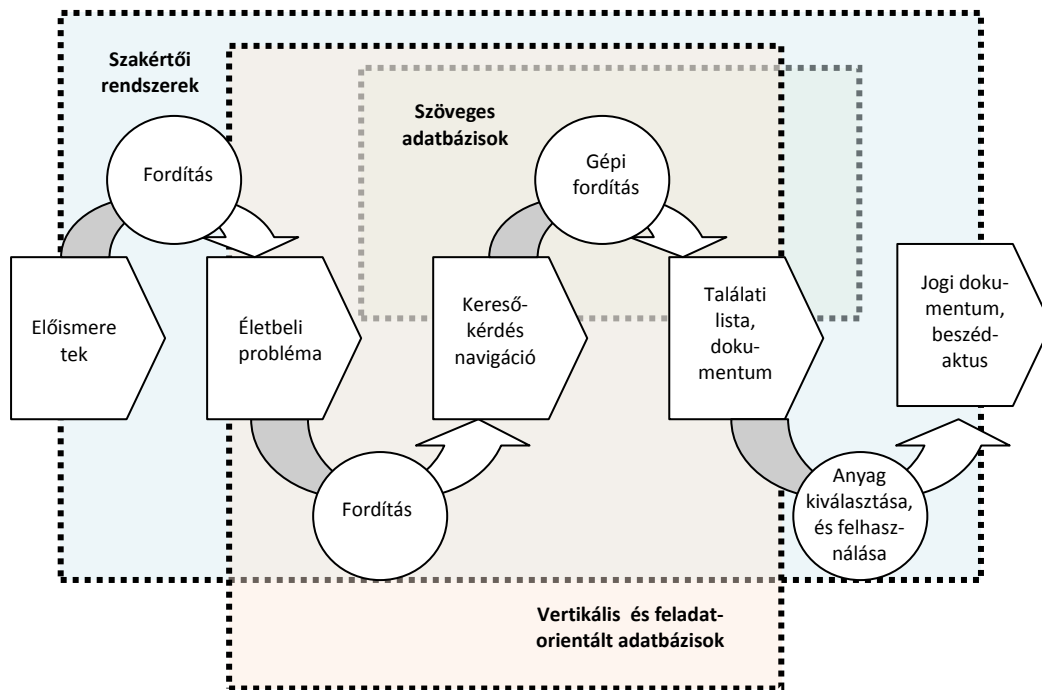 Szakértői
rendszerek
Szöveges
adatbázisok
Fordítás
Gépi
fordítás
Előismere
tek
Életbeli
probléma
Kereső-
kérdés
navigáció
Találati
lista,
doku-
mentum
Jogi doku-
mentum,
beszéd-
aktus
Fordítás
Anyag
kiválasztása,
és felhasz-
nálása
Vertikális és feladat-
orientált adatbázisok